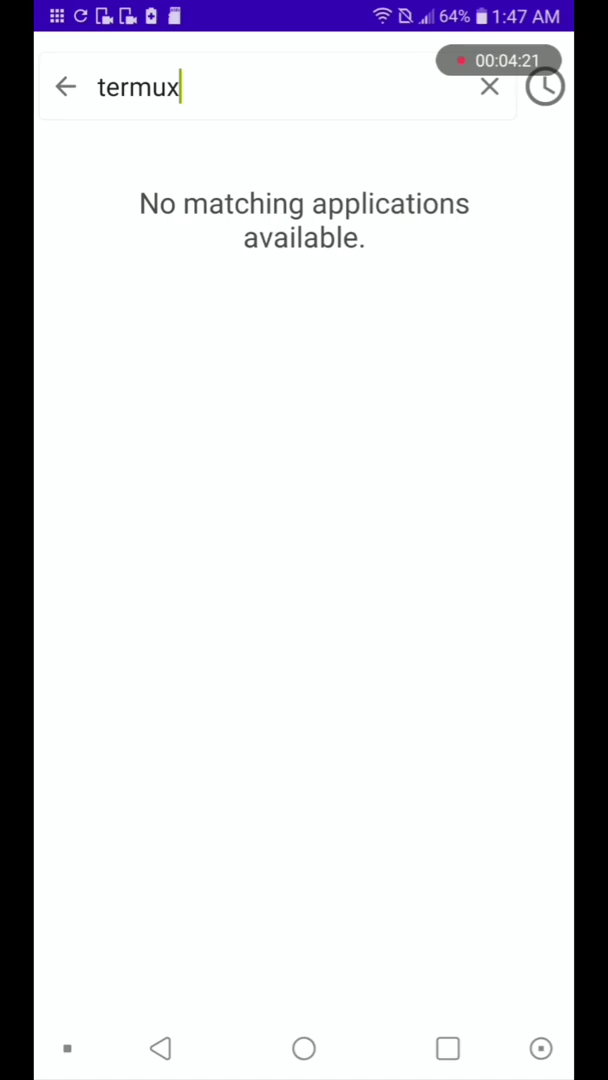 64% 1:47 AM
00:04:21
termux
No matching applications
available.